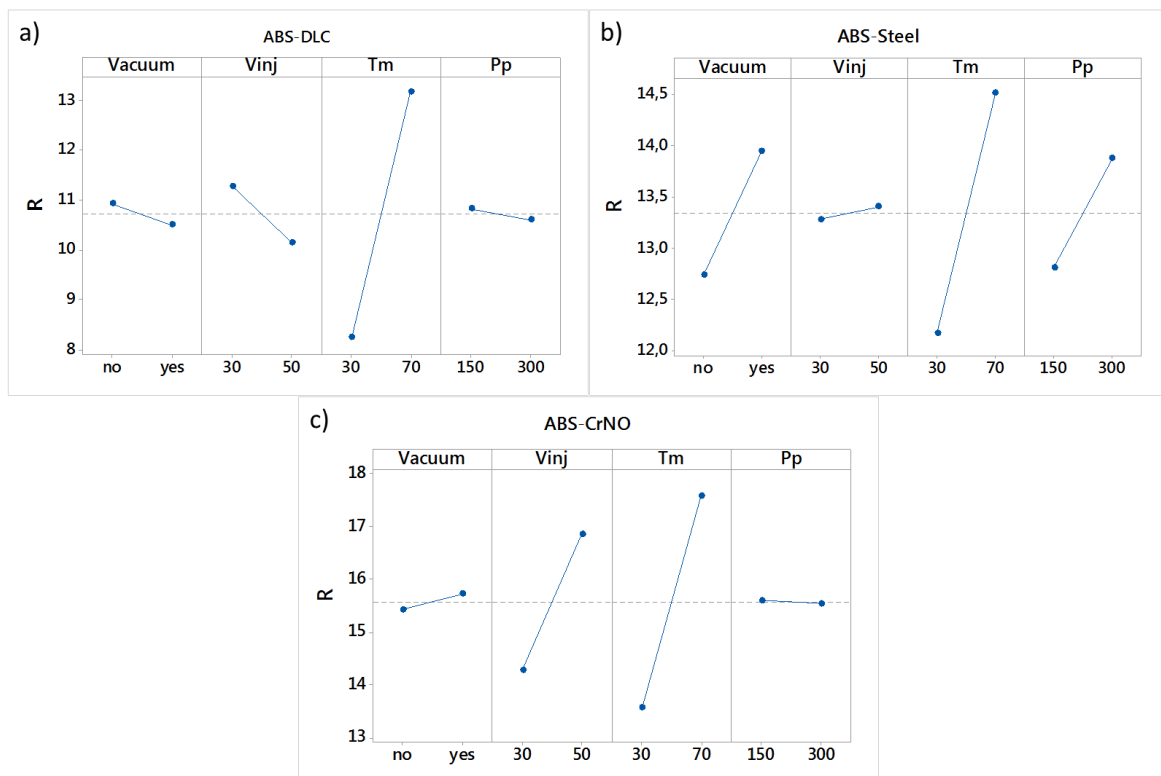 a)
ABS-DLC
Vacuum Vinj Tm Pp
13
12
11
10
9
8
R
no yes 30 50 30 70 150 300
b)
ABS-Steel
Vacuum Vinj Tm Pp
14,5
14,0
13,5
13,0
12,5
12,0
R
no yes 30 50 30 70 150 300
c)
ABS-CrNO
Vacuum Vinj Tm Pp
18
17
16
15
14
13
R
no yes 30 50 30 70 150 300